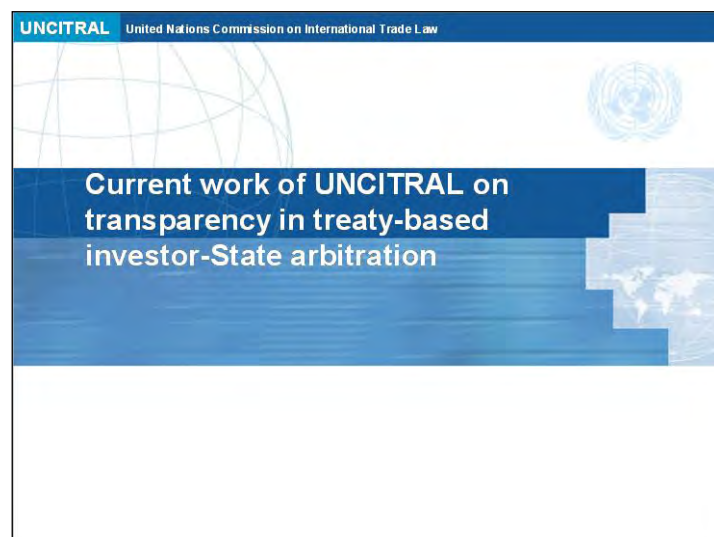 UNCITRAL United Nations Commission on International Trade Law
Current work of UNCITRAL on
transparency in treaty-based
investor-State arbitration